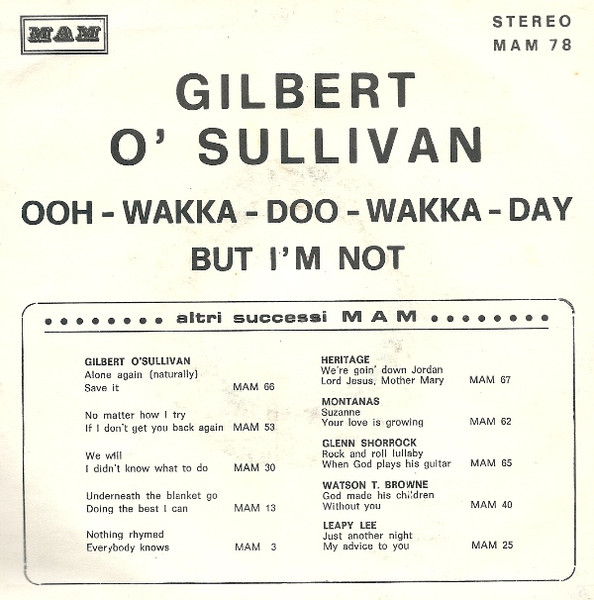 MAM
STEREO
MAM 78
GILBERT
O' SULLIVAN
OOH - WAKKA - DOO - WAKKA - DAY
BUT I'M NOT
altri successi MAM
GILBERT O'SULLIVAN
Alone again (naturally)
Save it MAM 66
No matter how I try
If I don't get you back again MAM 53
We will
I didn't know what to do MAM 30
Underneath the blanket go
Doing the best I can MAM 13
Nothing rhymed
Everybody knows MAM 3
HERITAGE
We're goin' down Jordan
Lord Jesus, Mother Mary MAM 67
MONTANAS
Suzanne
Your love is growing MAM 62
GLENN SHORROCK
Rock and roll lullaby
When God plays his guitar MAM 65
WATSON T. BROWNE
God made his children
Without you MAM 40
LEAPY LEE
Just another night
My advice to you MAM 25